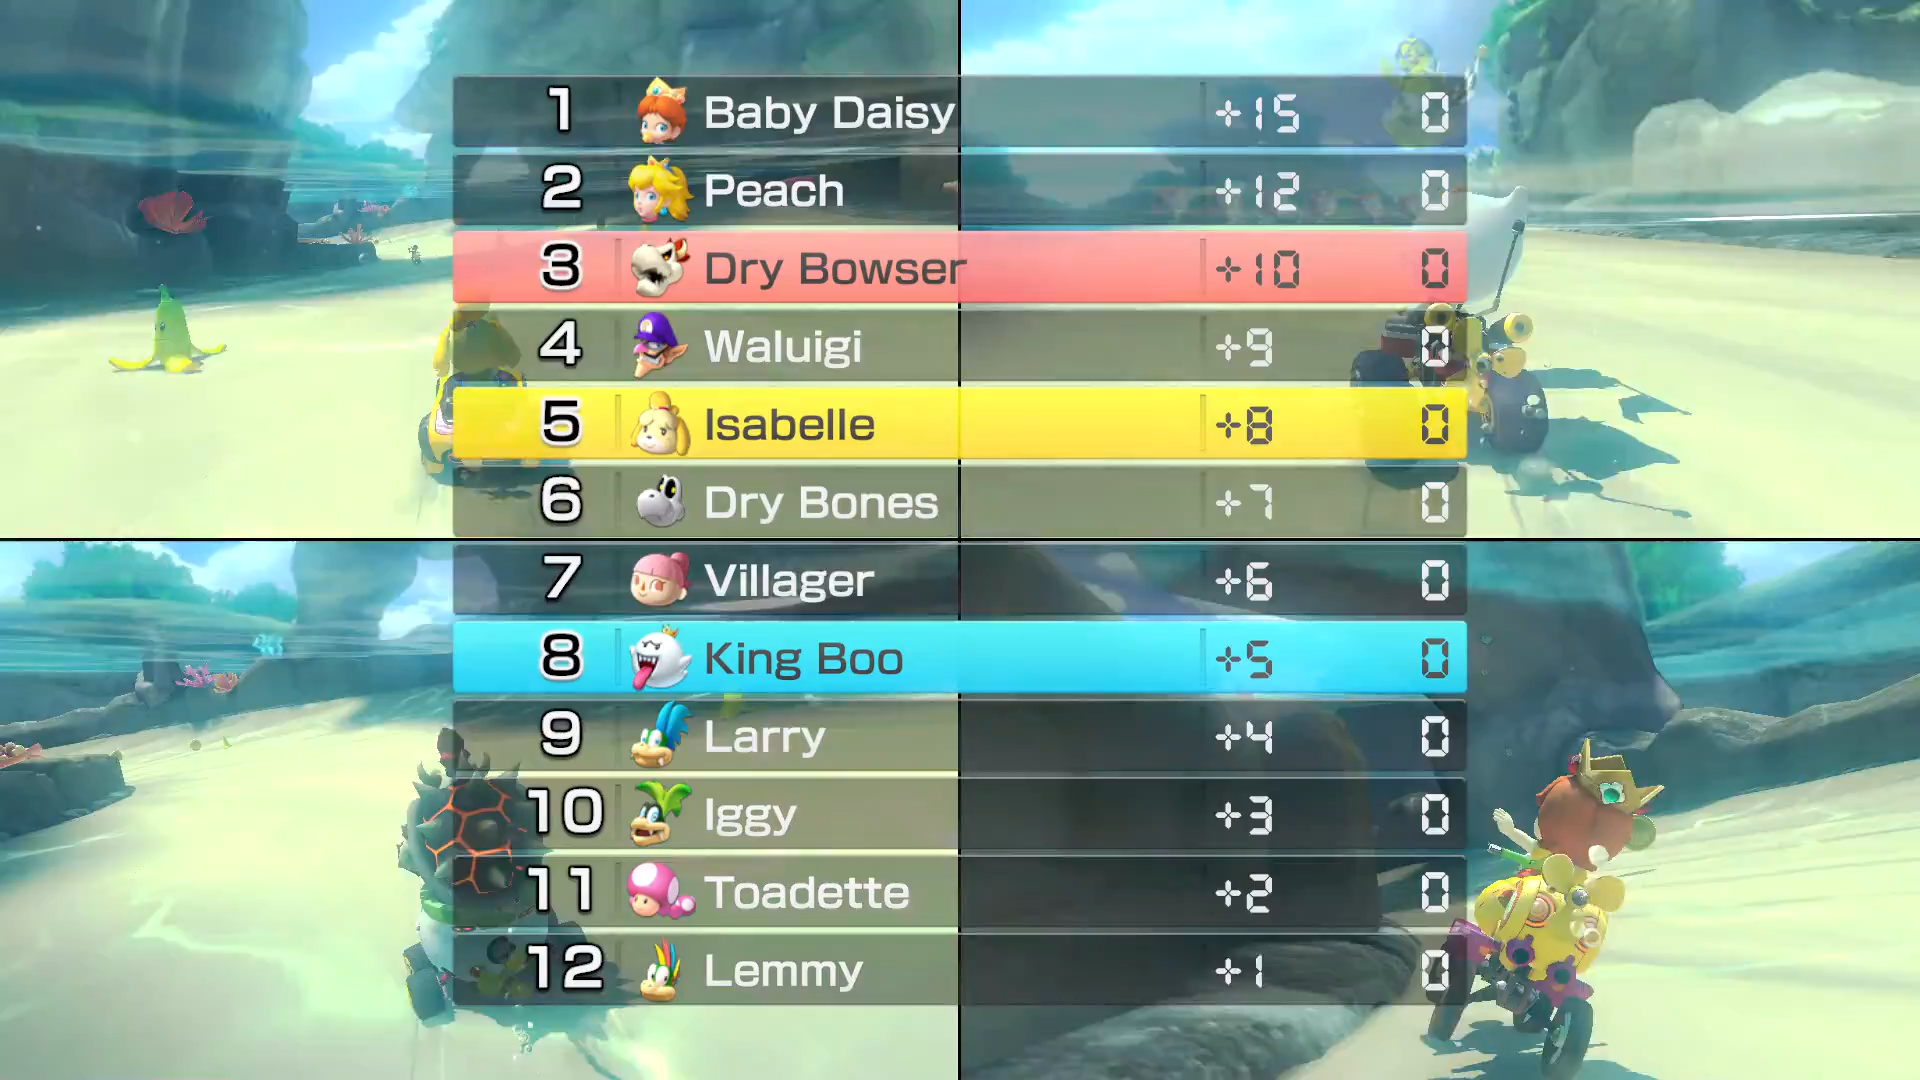 1 Baby Daisy +15 0
2 Peach +12 0
3 Dry Bowser +10 0
4 Waluigi +9 0
5 Isabelle +8 0
6 Dry Bones +7 0
7 Villager +6 0
8 King Boo +5 0
9 Larry +4 0
10 Iggy +3 0
11 Toadette +2 0
12 Lemmy +1 0